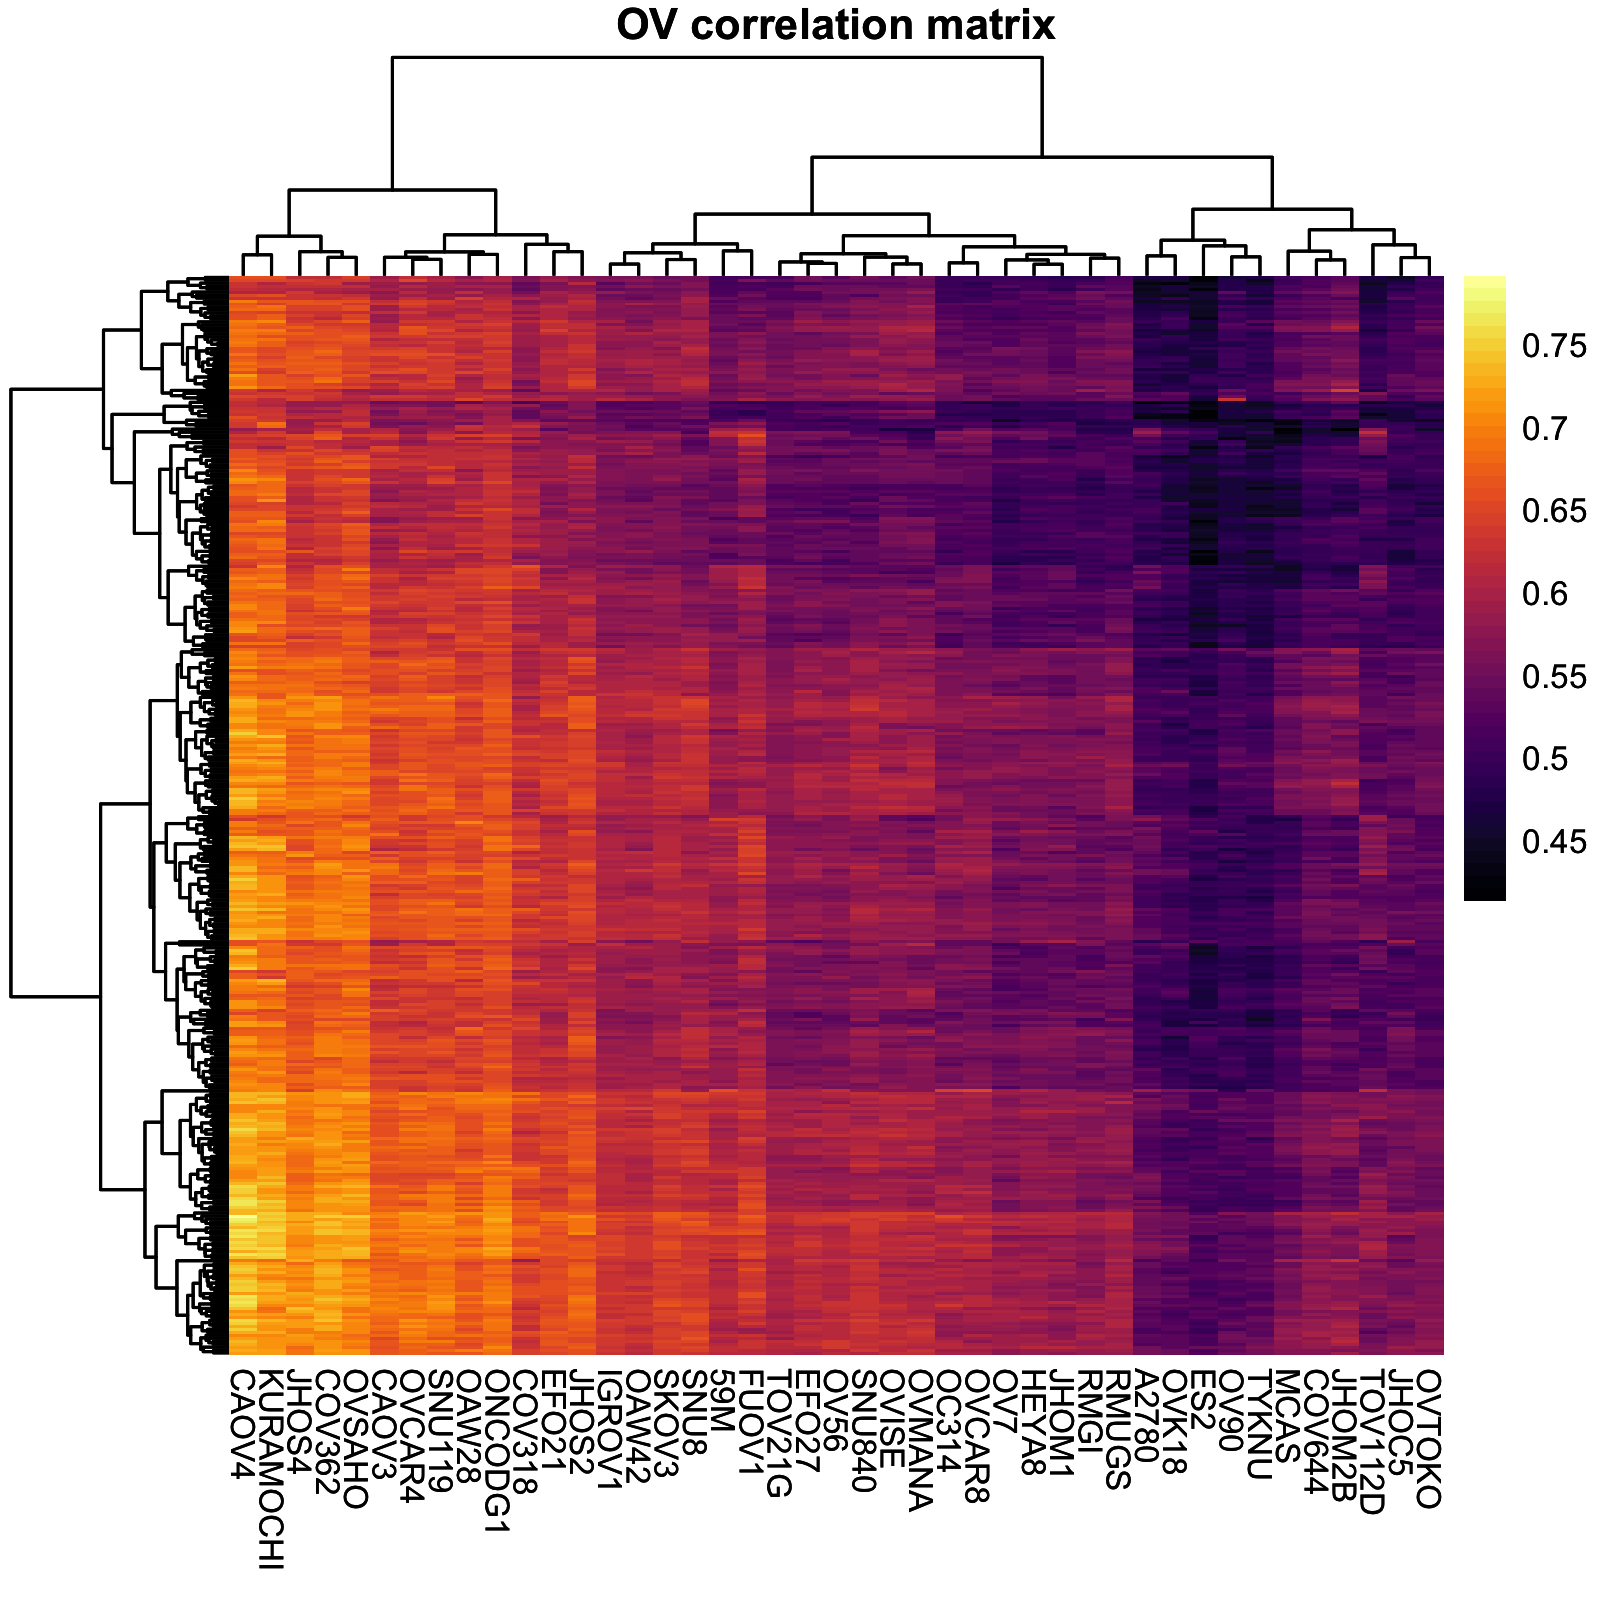 OV correlation matrix
0.75
0.7
0.65
0.6
0.55
0.5
0.45
CAOV4
KURAMOCHI
JHOS4
COV362
OVSAHO
CAOV3
OVCAR4
SNU119
OAW28
ONCODG1
COV318
EFO21
JHOS2
IGROV1
OAW42
SKOV3
SNU8
59M
FUOV1
TOV21G
EFO27
OV56
SNU840
OVISE
OVMANA
OC314
OVCAR8
OV7
HEYA8
JHOM1
RMGI
RMUGS
A2780
OVK18
ES2
OV90
TYKNU
MCAS
COV644
JHOM2B
TOV112D
JHOC5
OVTOKO